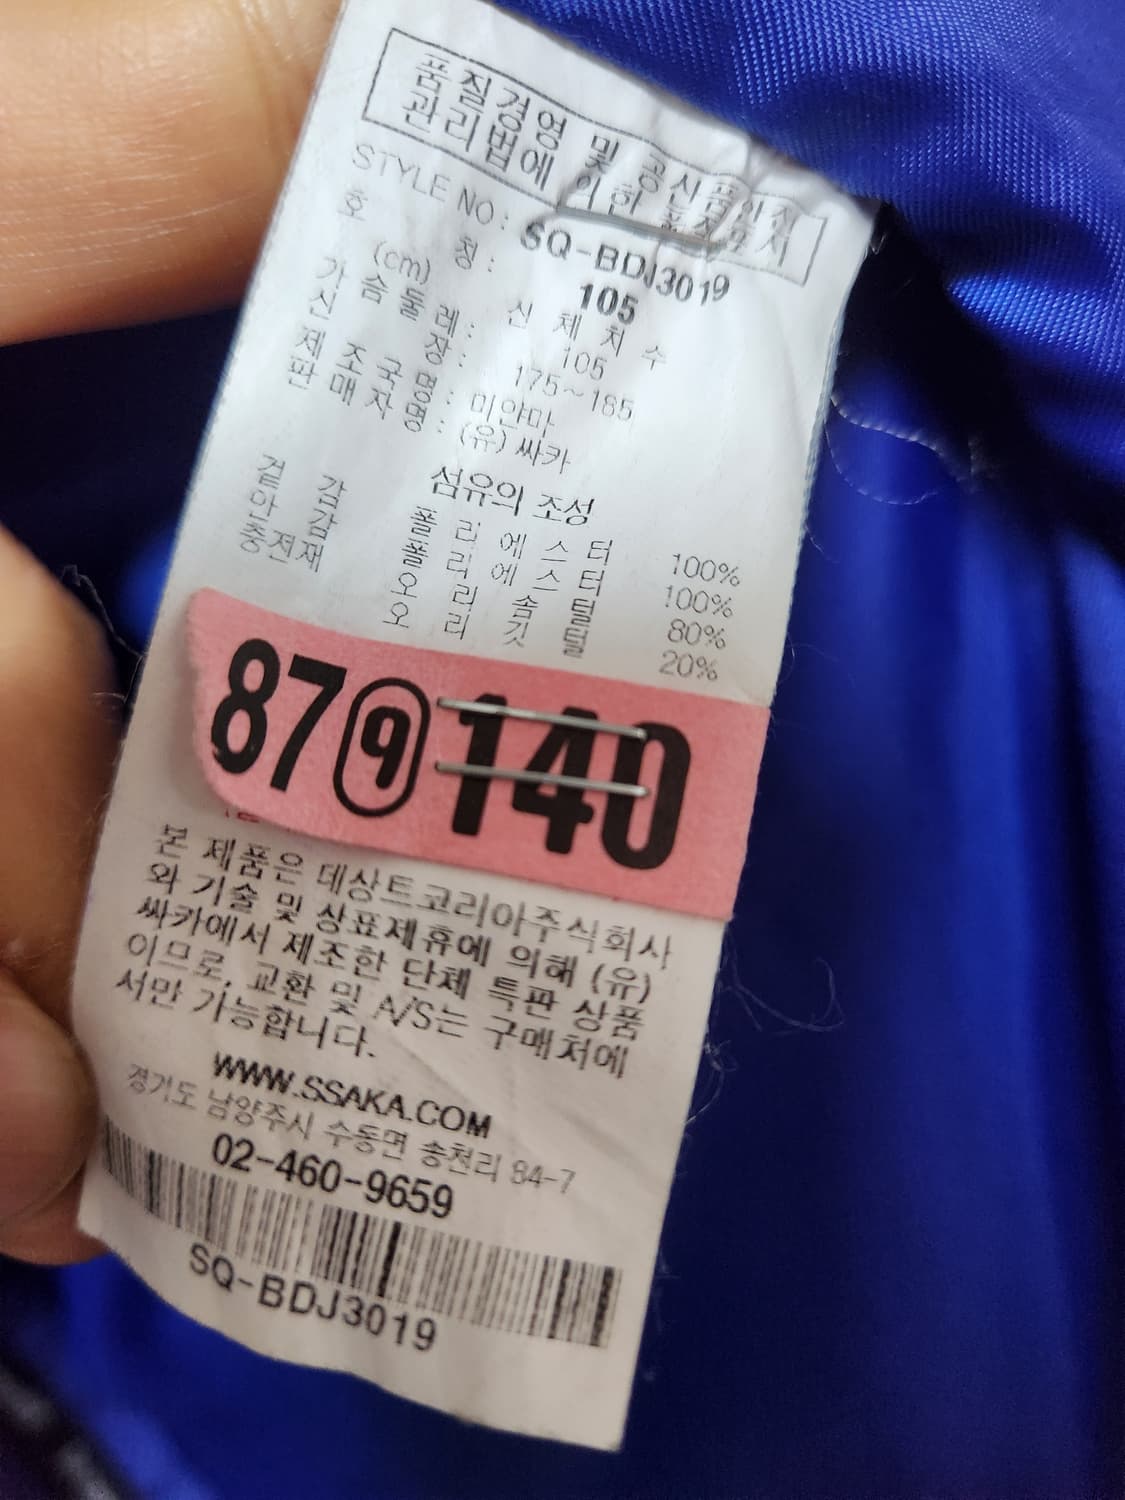 품질경영 및 공산품안전
관리법에 의한 품질표시
STYLE NO : SQ-BDJ3019
호 칭 : 105
(cm) 신 체 치 수
가 슴 둘 레 : 105
신 장 : 175~185
제 조 국 명 : 미얀마
판 매 자 명 : (유)싸카
섬유의 조성
겉 감 폴 리 에 스 터 100%
안 감 폴 리 에 스 터 100%
충전재 오 리 솜 털 80%
오 리 깃 털 20%
87 9 140
본 제품은 데상트코리아주식회사
와 기술 및 상표제휴에 의해 (유)
싸카에서 제조한 단체 특판 상품
이므로, 교환 및 A/S는 구매처에
서만 가능합니다.
WWW.SSAKA.COM
경기도 남양주시 수동면 송천리 84-7
02-460-9659
SQ-BDJ3019